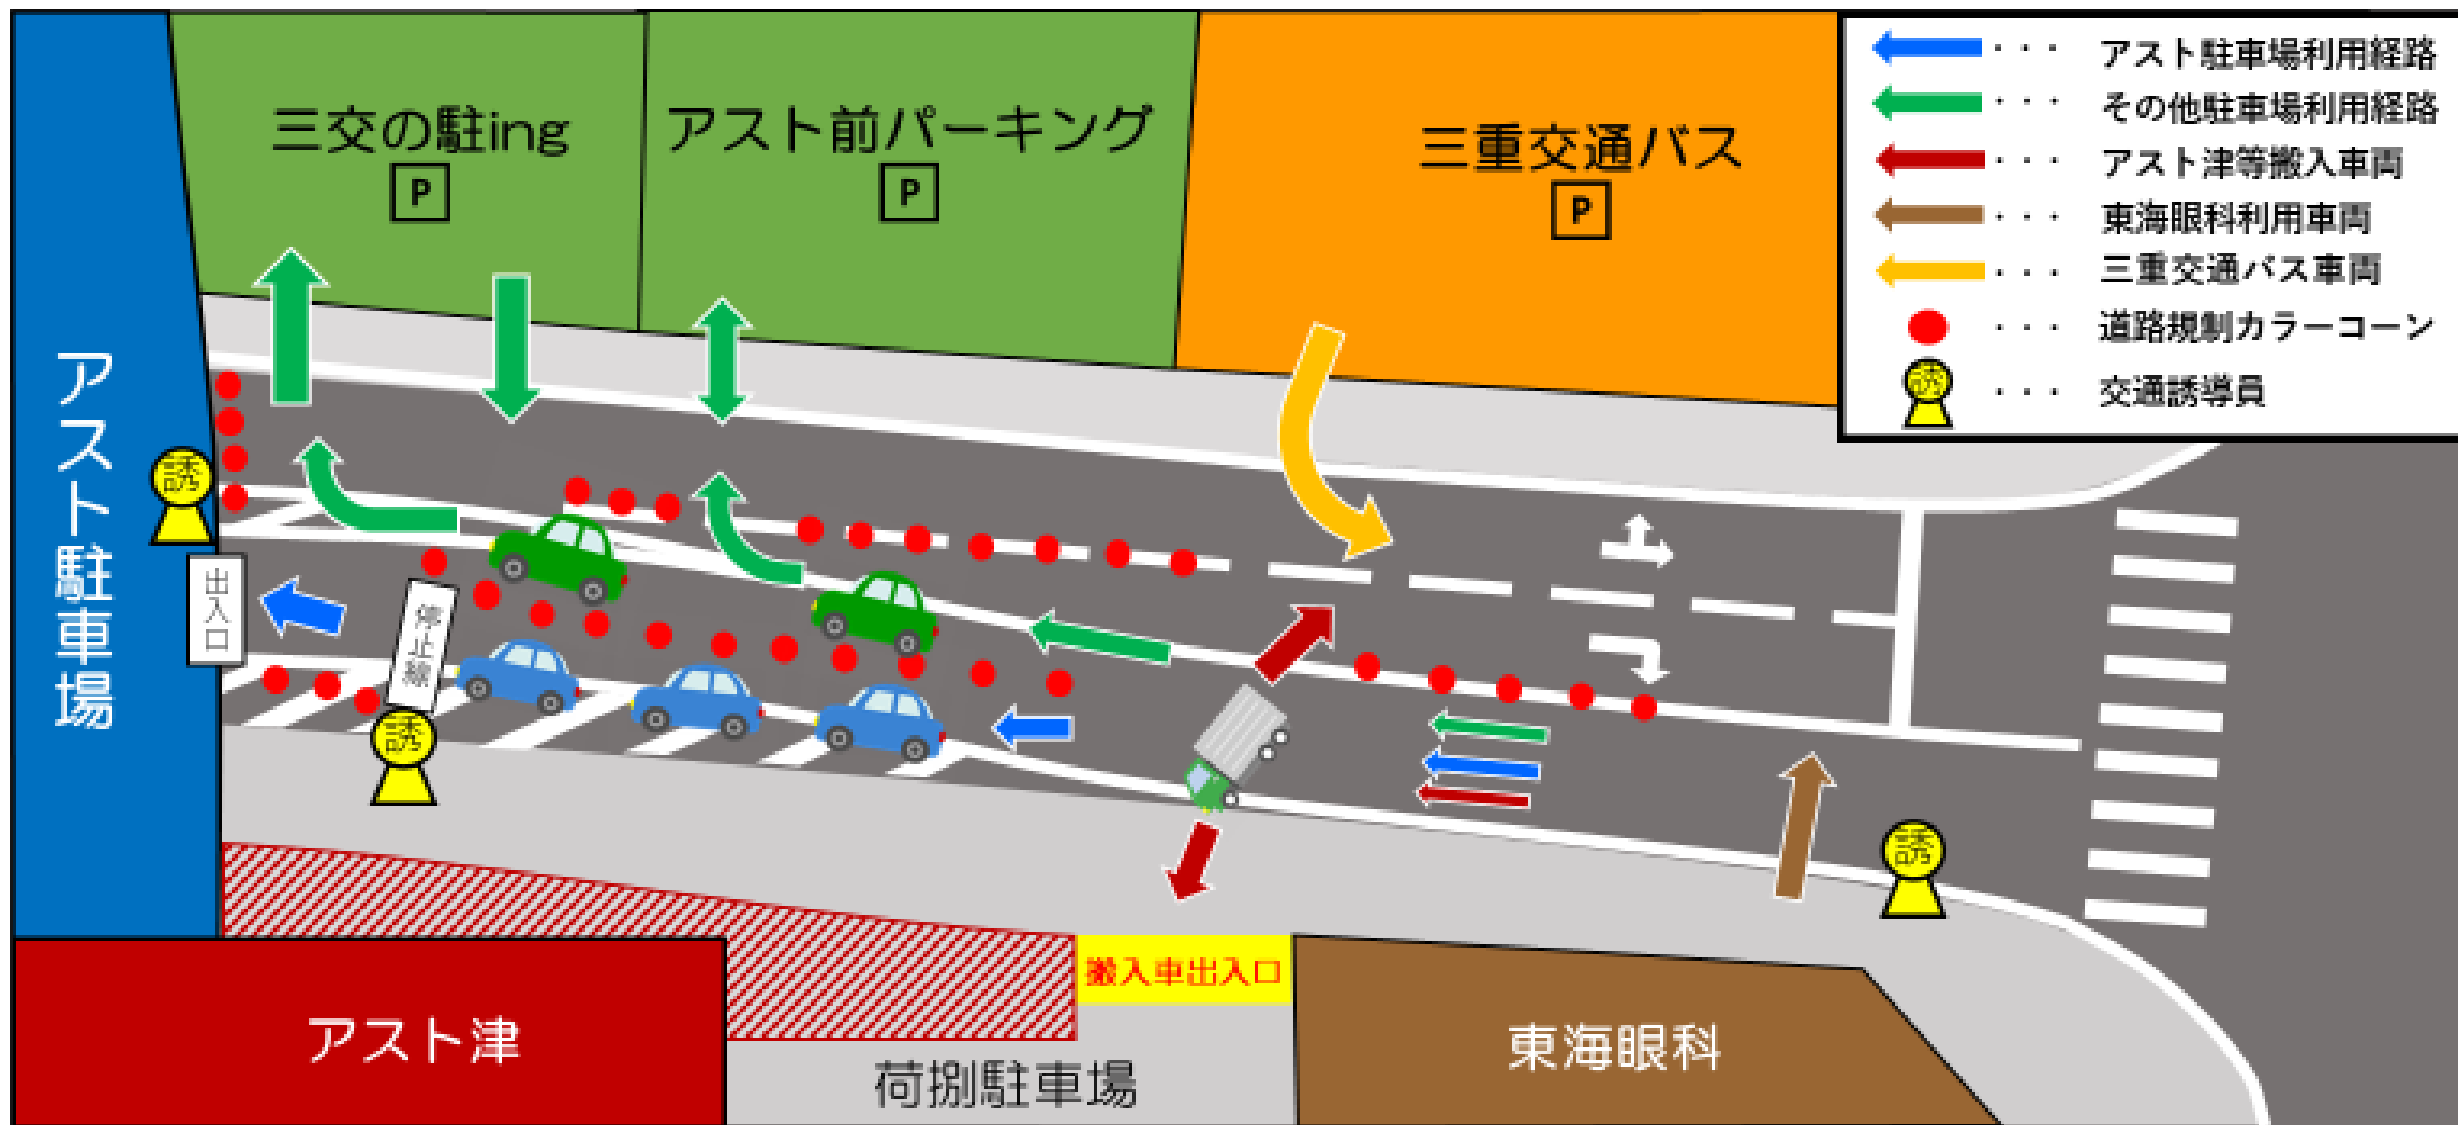 三交の駐ing
P
アスト前パーキング
P
三重交通バス
P
・・・ アスト駐車場利用経路
・・・ その他駐車場利用経路
・・・ アスト津等搬入車両
・・・ 東海眼科利用車両
・・・ 三重交通バス車両
・・・ 道路規制カラーコーン
誘 ・・・ 交通誘導員
アスト駐車場
誘
出入口
停止線
誘
誘
搬入車出入口
アスト津
荷捌駐車場
東海眼科